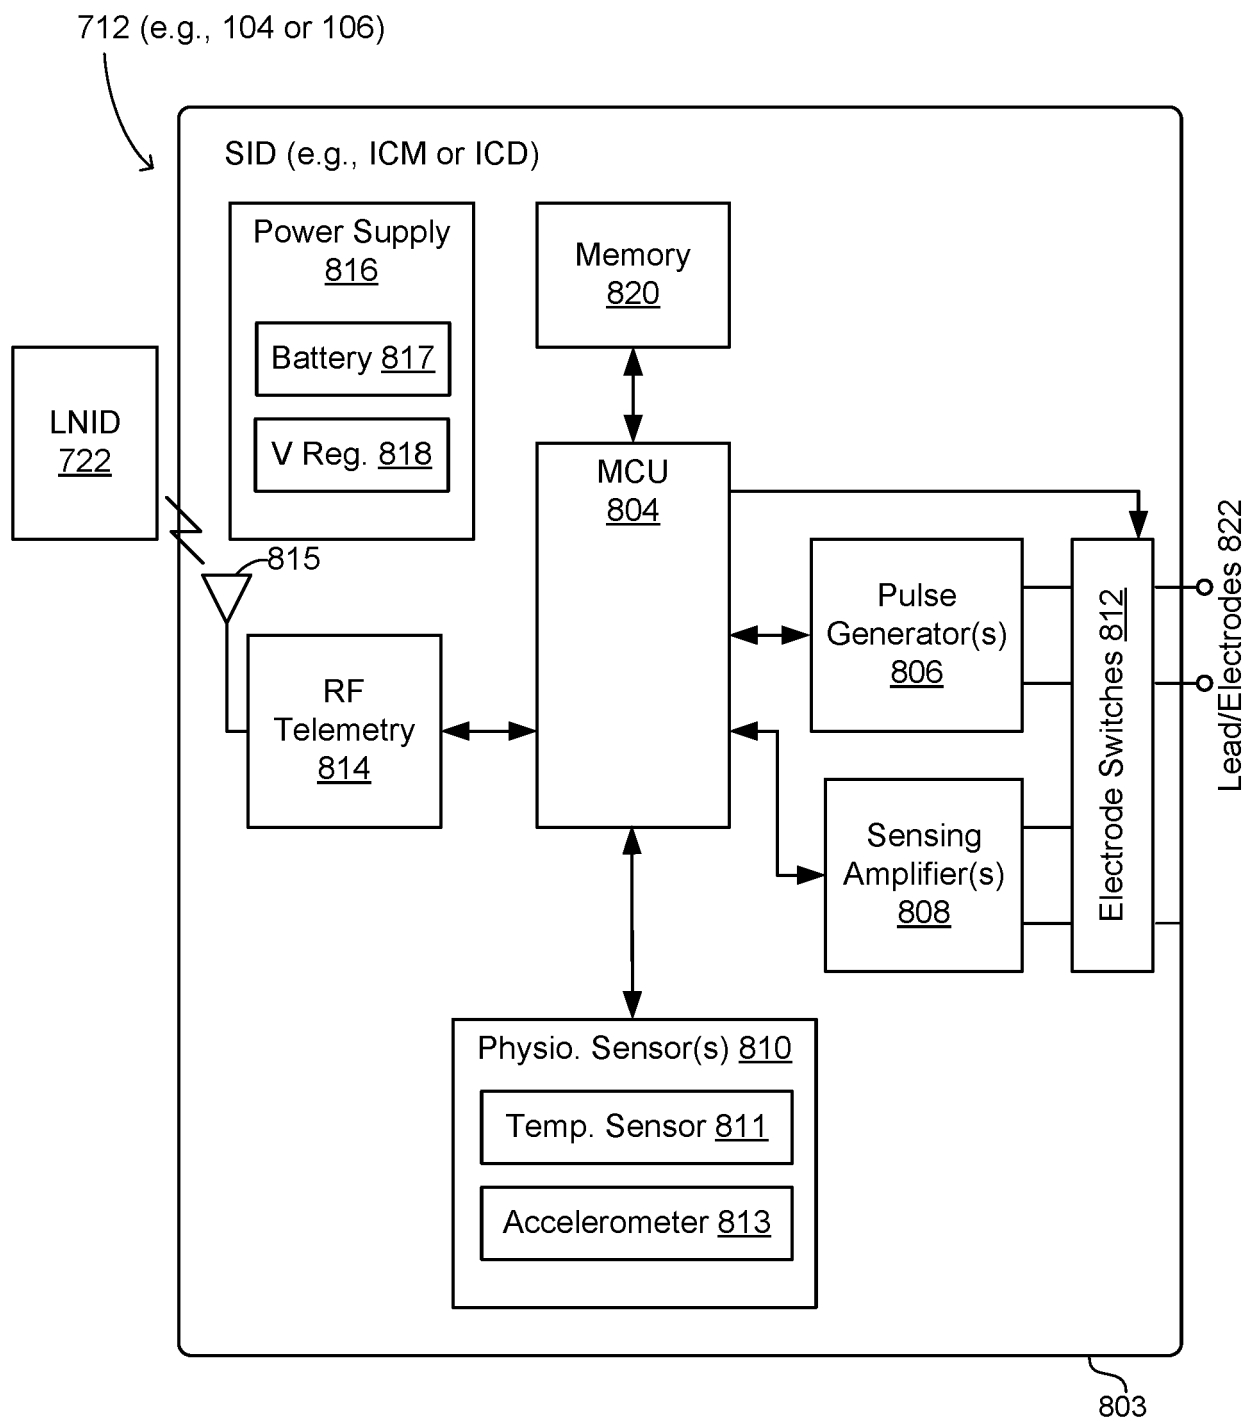 712 (e.g., 104 or 106)
SID (e.g., ICM or ICD)
Power Supply
816
Battery 817
V Reg. 818
Memory
820
LNID
722
MCU
804
815
RF
Telemetry
814
Pulse
Generator(s)
806
Sensing
Amplifier(s)
808
Electrode Switches 812
Lead/Electrodes 822
Physio. Sensor(s) 810
Temp. Sensor 811
Accelerometer 813
803